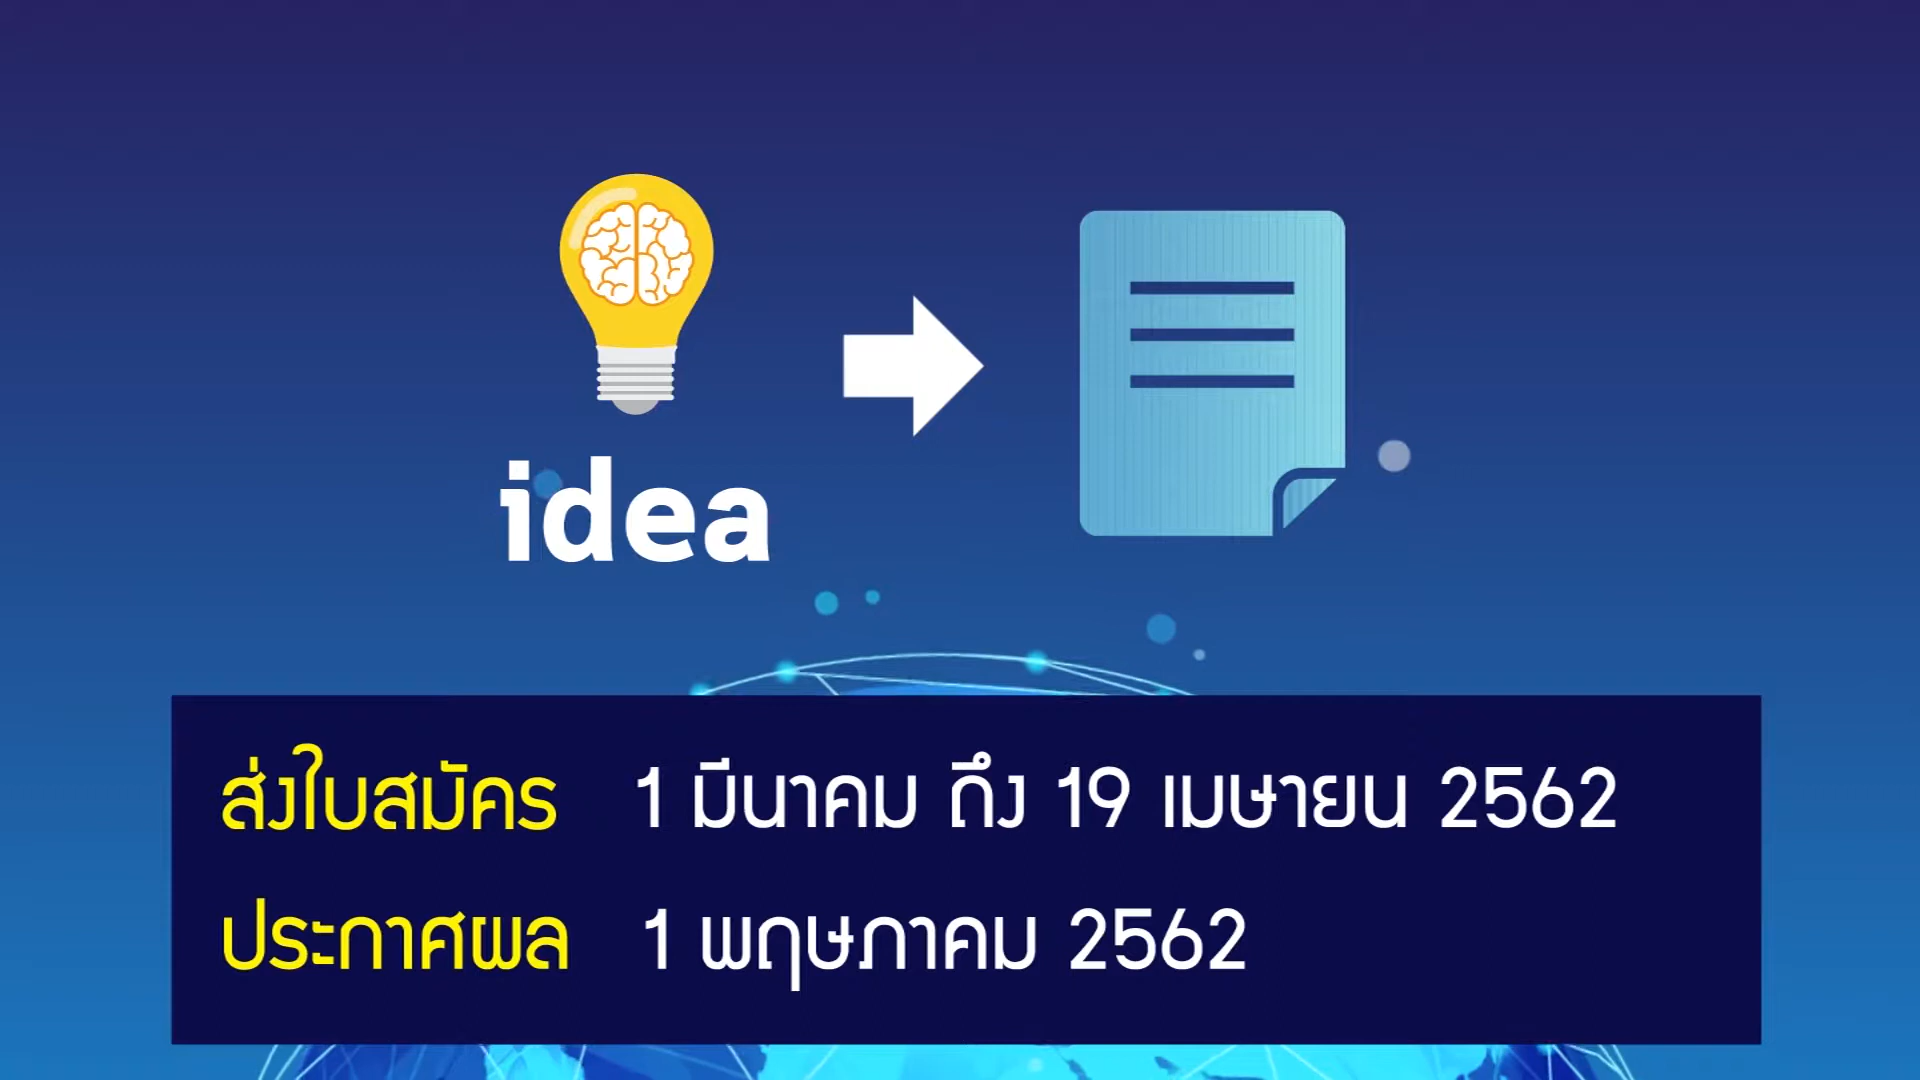 idea
ส่งใบสมัคร 1 มีนาคม ถึง 19 เมษายน 2562
ประกาศผล 1 พฤษภาคม 2562